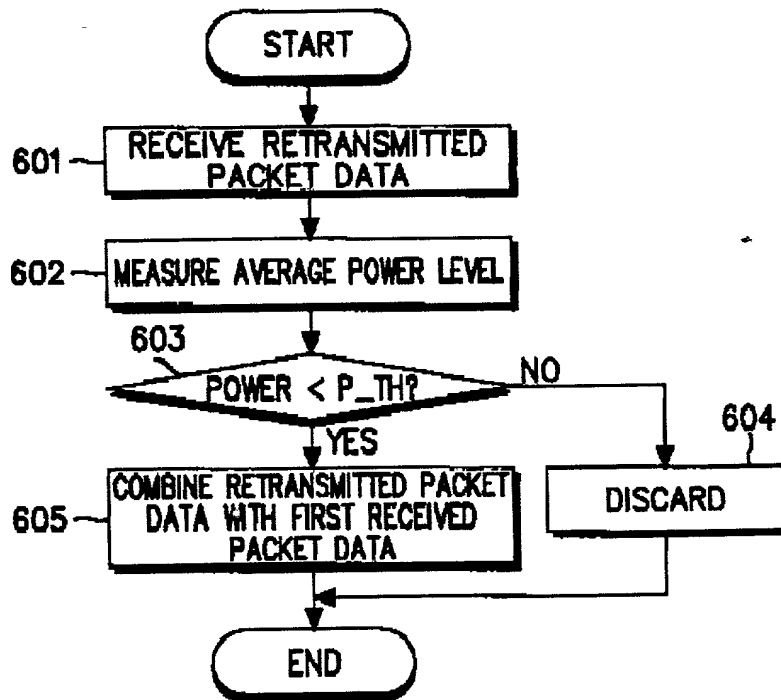 START
601
RECEIVE RETRANSMITTED
PACKET DATA
602
MEASURE AVERAGE POWER LEVEL
603
POWER < P_TH?
NO
YES
604
DISCARD
605
COMBINE RETRANSMITTED PACKET
DATA WITH FIRST RECEIVED
PACKET DATA
END